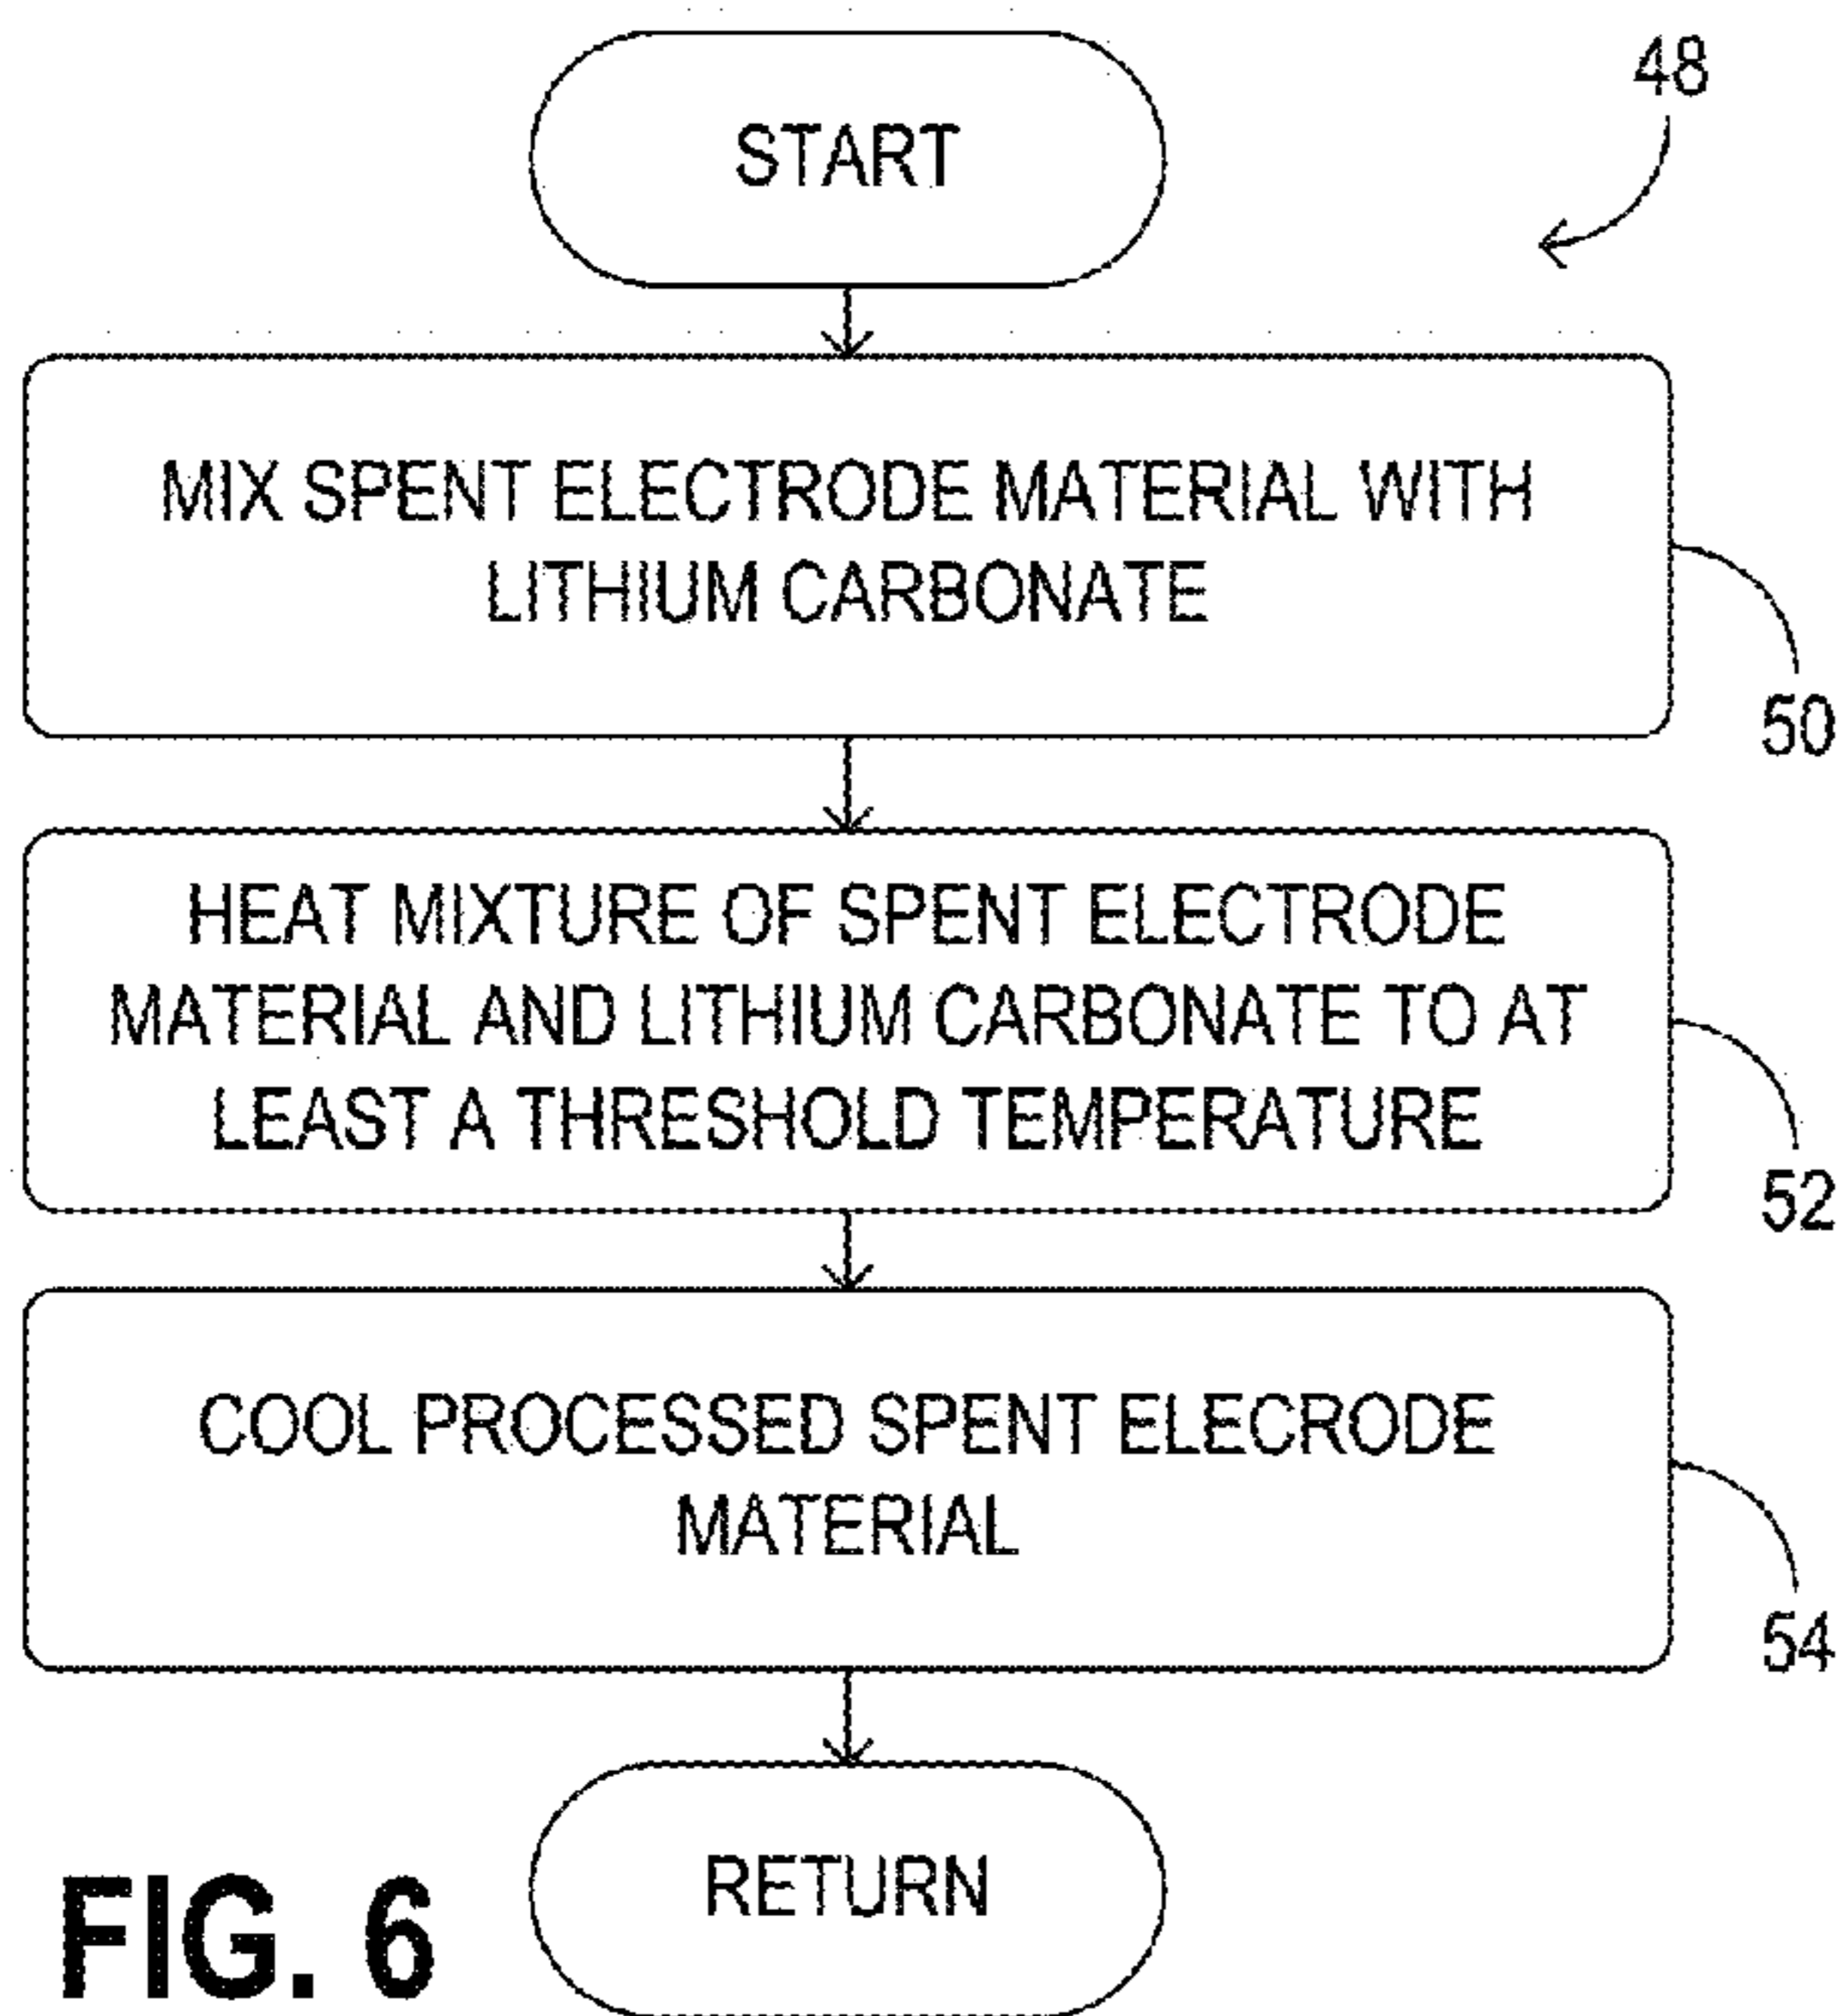 START
48
MIX SPENT ELECTRODE MATERIAL WITH
LITHIUM CARBONATE
50
HEAT MIXTURE OF SPENT ELECTRODE
MATERIAL AND LITHIUM CARBONATE TO AT
LEAST A THRESHOLD TEMPERATURE
52
COOL PROCESSED SPENT ELECRODE
MATERIAL
54
RETURN
FIG. 6